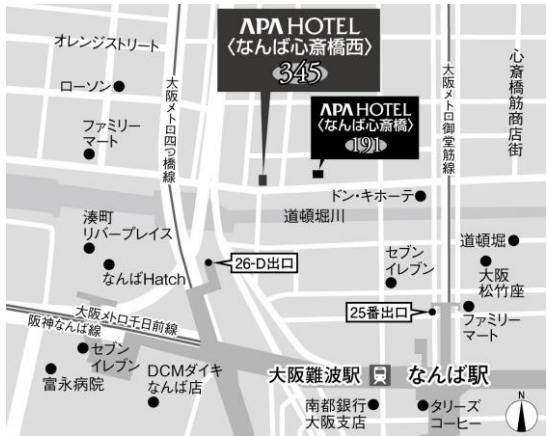 APA HOTEL
〈なんば心斎橋西〉
345
オレンジストリート
ローソン
ファミリー
マート
大阪メトロ四つ橋線
APA HOTEL
〈なんば心斎橋〉
191
大阪メトロ御堂筋線
心斎橋筋商店街
ドン・キホーテ
道頓堀川
湊町
リバープレイス
なんばHatch
26-D出口
セブン
イレブン
道頓堀
大阪
松竹座
25番出口
ファミリー
マート
大阪メトロ千日前線
阪神なんば線
セブン
イレブン
富永病院
DCMダイキ
なんば店
大阪難波駅
なんば駅
南都銀行
大阪支店
タリーズ
コーヒー
N